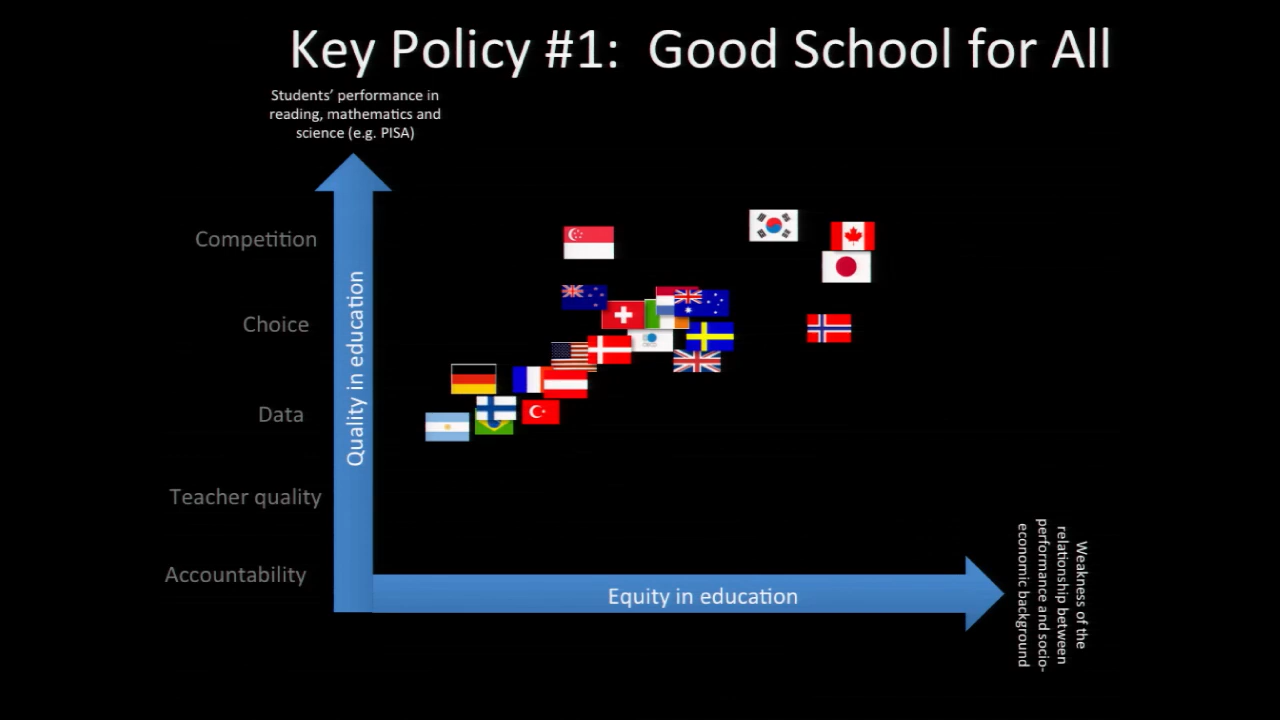 Key Policy #1:  Good School for All
Students’ performance in
reading, mathematics and
science (e.g. PISA)
Competition
Choice
Data
Teacher quality
Accountability
Quality in education
Equity in education
Weakness of the
relationship between
performance and socio-
economic background